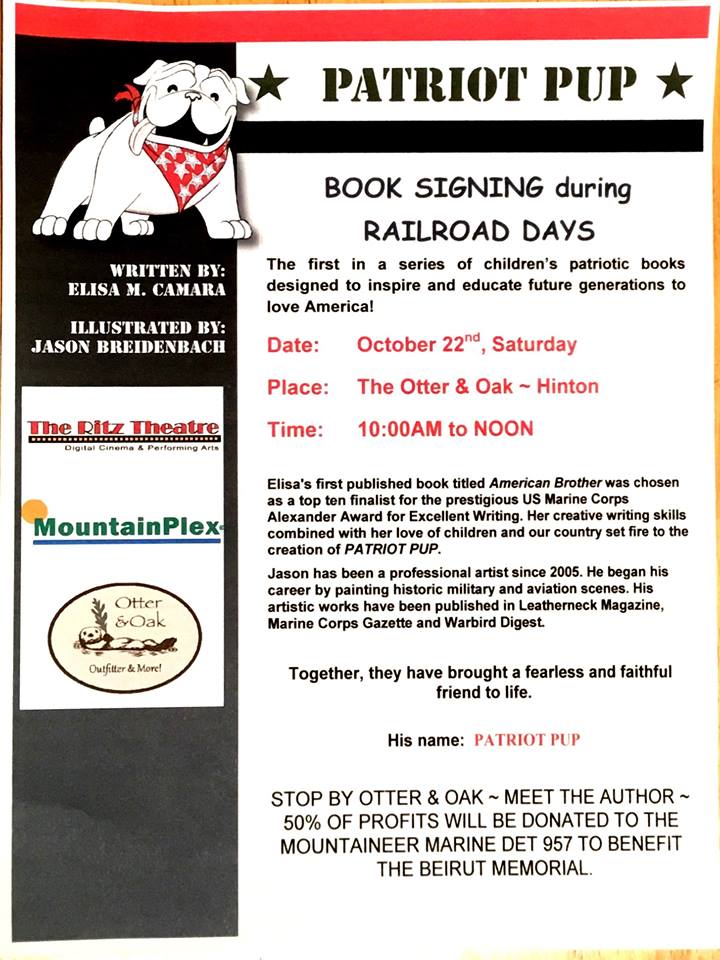 ★ PATRIOT PUP ★
BOOK SIGNING during
RAILROAD DAYS
WRITTEN BY:
ELISA M. CAMARA
ILLUSTRATED BY:
JASON BREIDENBACH
The Ritz Theatre
Digital Cinema & Performing Arts
MountainPlex
Otter
& Oak
Outfitter & More!
The first in a series of children's patriotic books
designed to inspire and educate future generations to
love America!
Date: October 22nd, Saturday
Place: The Otter & Oak ~ Hinton
Time: 10:00AM to NOON
Elisa's first published book titled American Brother was chosen
as a top ten finalist for the prestigious US Marine Corps
Alexander Award for Excellent Writing. Her creative writing skills
combined with her love of children and our country set fire to the
creation of PATRIOT PUP.
Jason has been a professional artist since 2005. He began his
career by painting historic military and aviation scenes. His
artistic works have been published in Leatherneck Magazine,
Marine Corps Gazette and Warbird Digest.
Together, they have brought a fearless and faithful
friend to life.
His name: PATRIOT PUP
STOP BY OTTER & OAK ~ MEET THE AUTHOR ~
50% OF PROFITS WILL BE DONATED TO THE
MOUNTAINEER MARINE DET 957 TO BENEFIT
THE BEIRUT MEMORIAL.